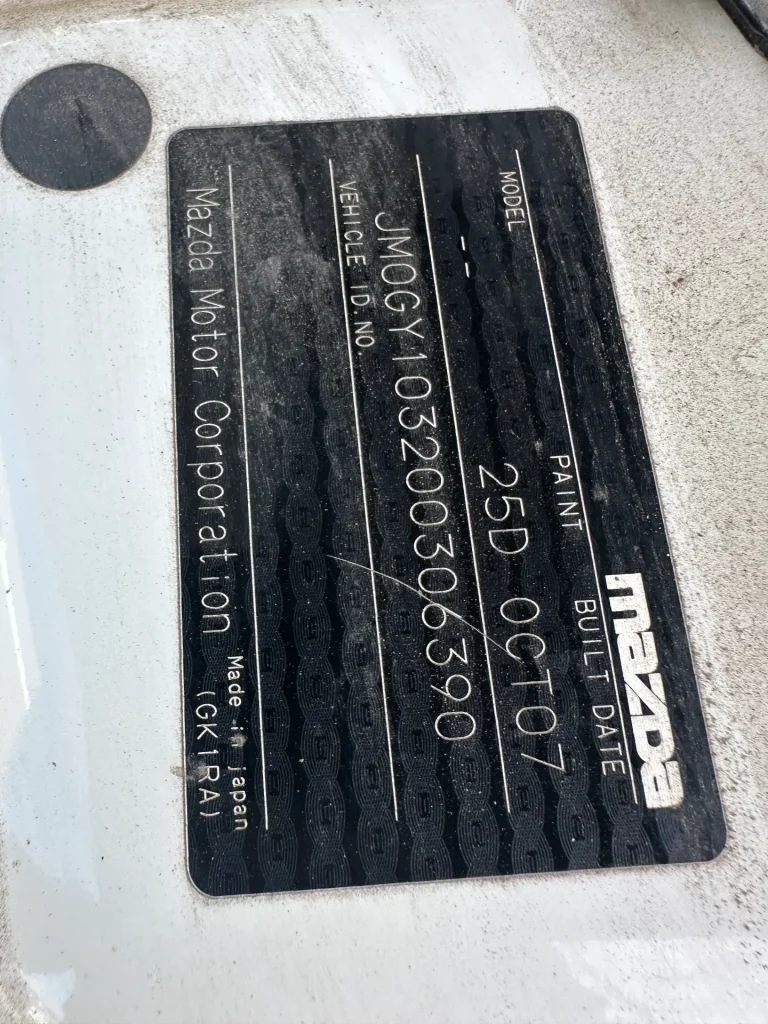 mazda
MODEL PAINT BUILT DATE
-- 25D OCT07
JM0GY103200306390
VEHICLE ID.NO.
Made in japan
Mazda Motor Corporation (GK1RA)